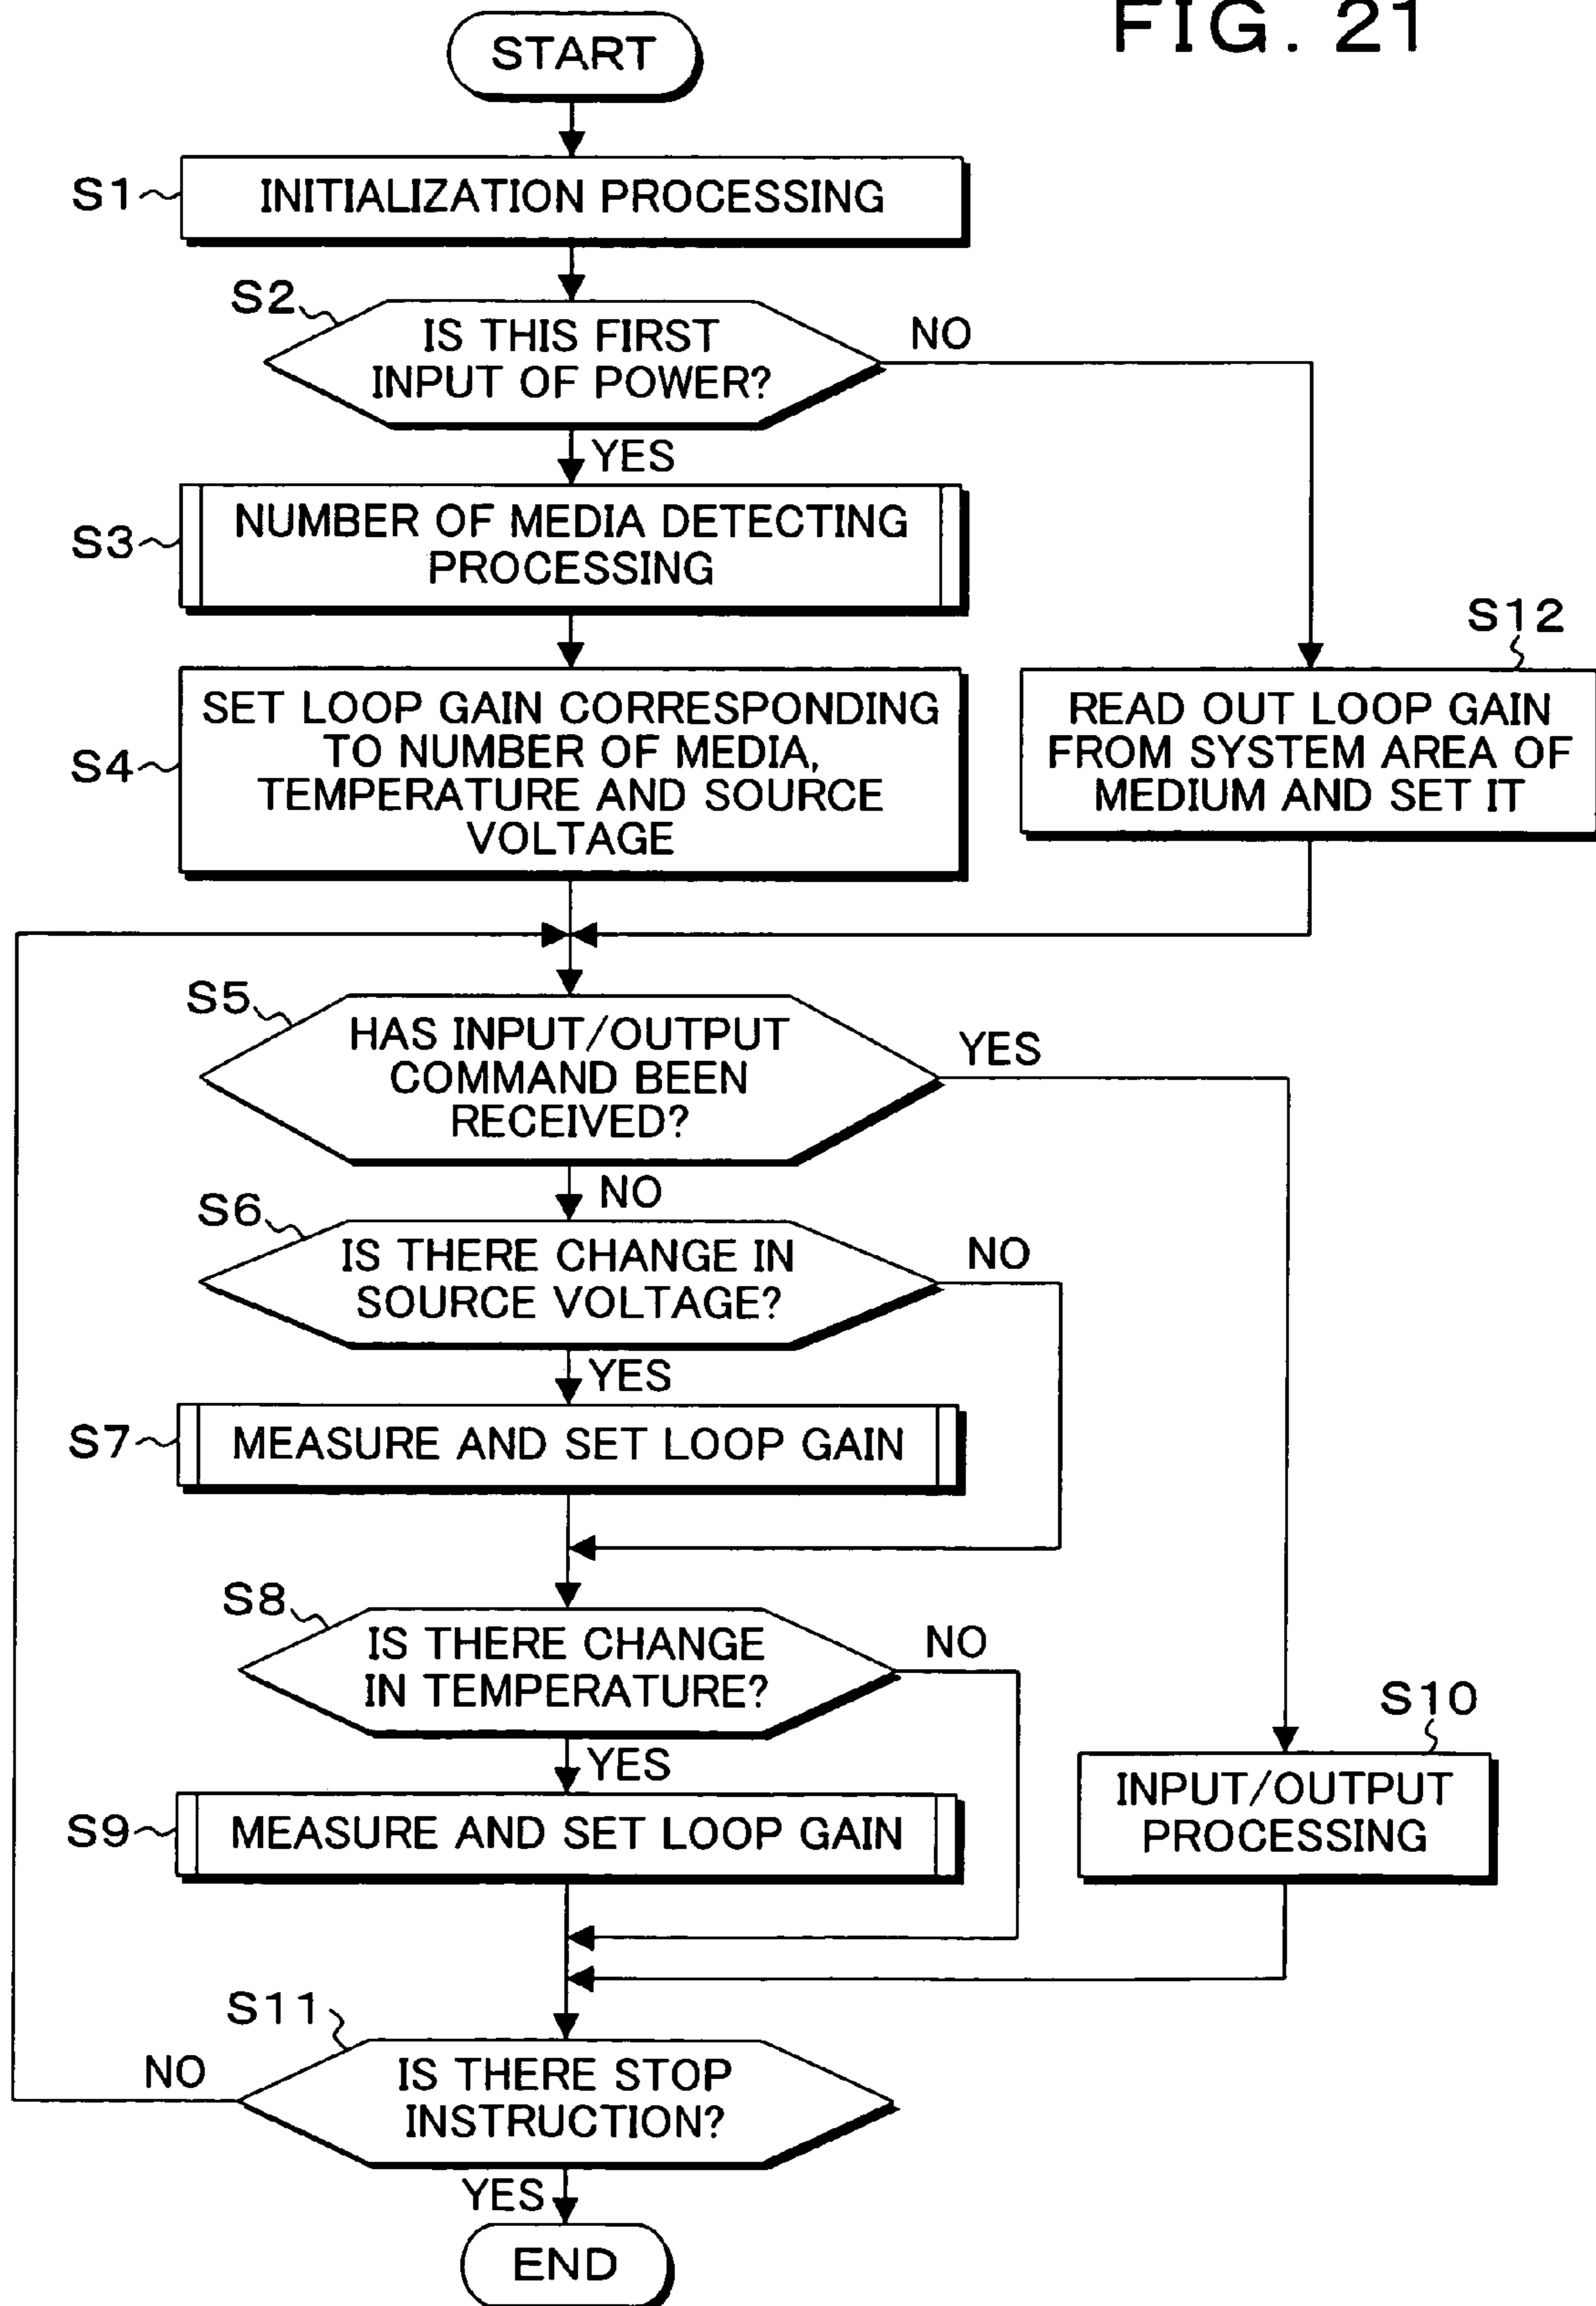 FIG. 21
START
S1
INITIALIZATION PROCESSING
S2
IS THIS FIRST
INPUT OF POWER?
NO
YES
S3
NUMBER OF MEDIA DETECTING
PROCESSING
S4
SET LOOP GAIN CORRESPONDING
TO NUMBER OF MEDIA,
TEMPERATURE AND SOURCE
VOLTAGE
S12
READ OUT LOOP GAIN
FROM SYSTEM AREA OF
MEDIUM AND SET IT
S5
HAS INPUT/OUTPUT
COMMAND BEEN
RECEIVED?
YES
NO
S6
IS THERE CHANGE IN
SOURCE VOLTAGE?
NO
YES
S7
MEASURE AND SET LOOP GAIN
S8
IS THERE CHANGE
IN TEMPERATURE?
NO
YES
S9
MEASURE AND SET LOOP GAIN
S10
INPUT/OUTPUT
PROCESSING
S11
IS THERE STOP
INSTRUCTION?
NO
YES
END